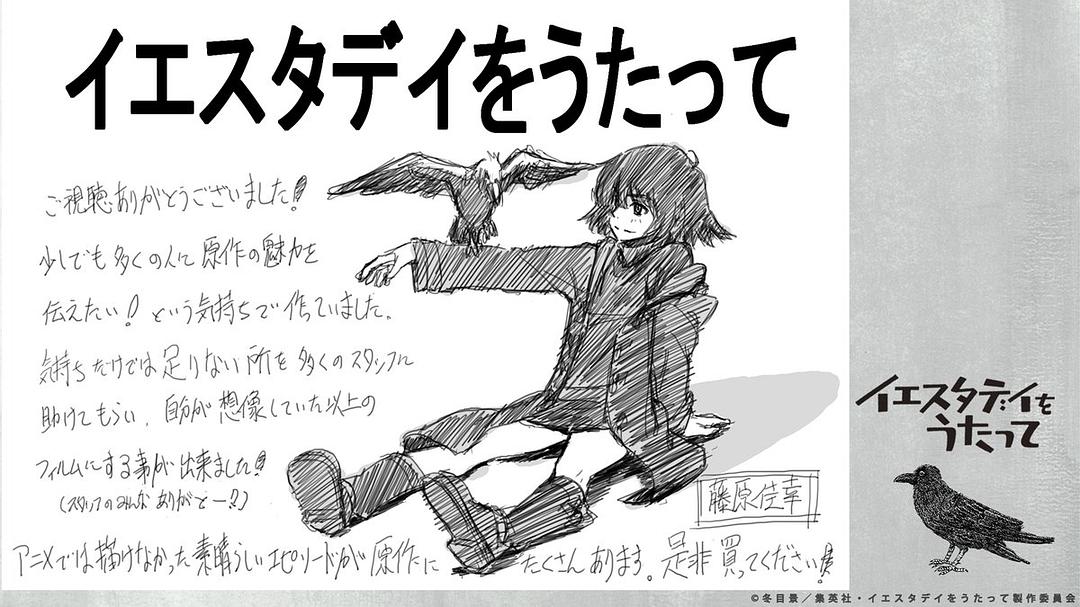 イエスタデイをうたって
ご視聴ありがとうございました!!
少しでも多くの人に原作の魅力を
伝えたい!という気持ちで作っていました。
気持ちだけでは足りない所を多くのスタッフに
助けてもらい、自分が想像していた以上の
フィルムにする事が出来ました!!
(スタッフのみんなありがとー!!)
藤原佳幸
アニメでは描けなかった素晴らしいエピソードが原作に
たくさんあります。是非買ってください!!
イエスタデイを
うたって
©冬目景/集英社・イエスタデイをうたって製作委員会